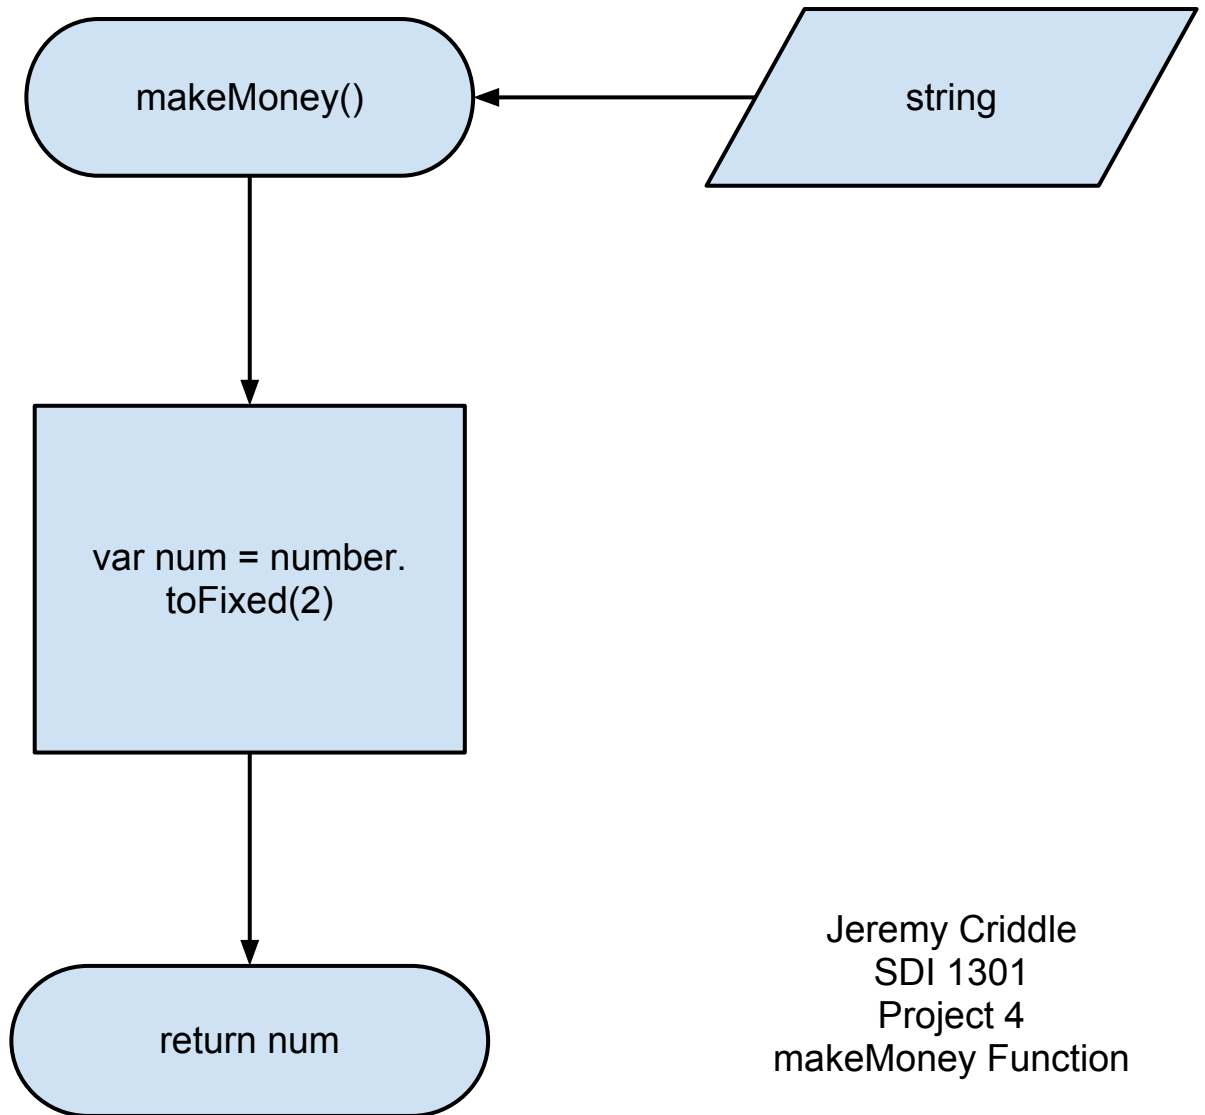 makeMoney()
string
var num = number.
toFixed(2)
return num
Jeremy Criddle
SDI 1301
Project 4
makeMoney Function